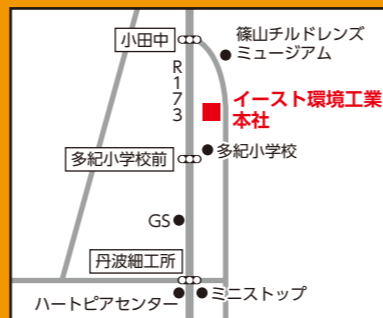 小田中
篠山チルドレンズ
ミュージアム
R173
イースト環境工業
本社
多紀小学校前
多紀小学校
GS
丹波細工所
ハートピアセンター
ミニストップ